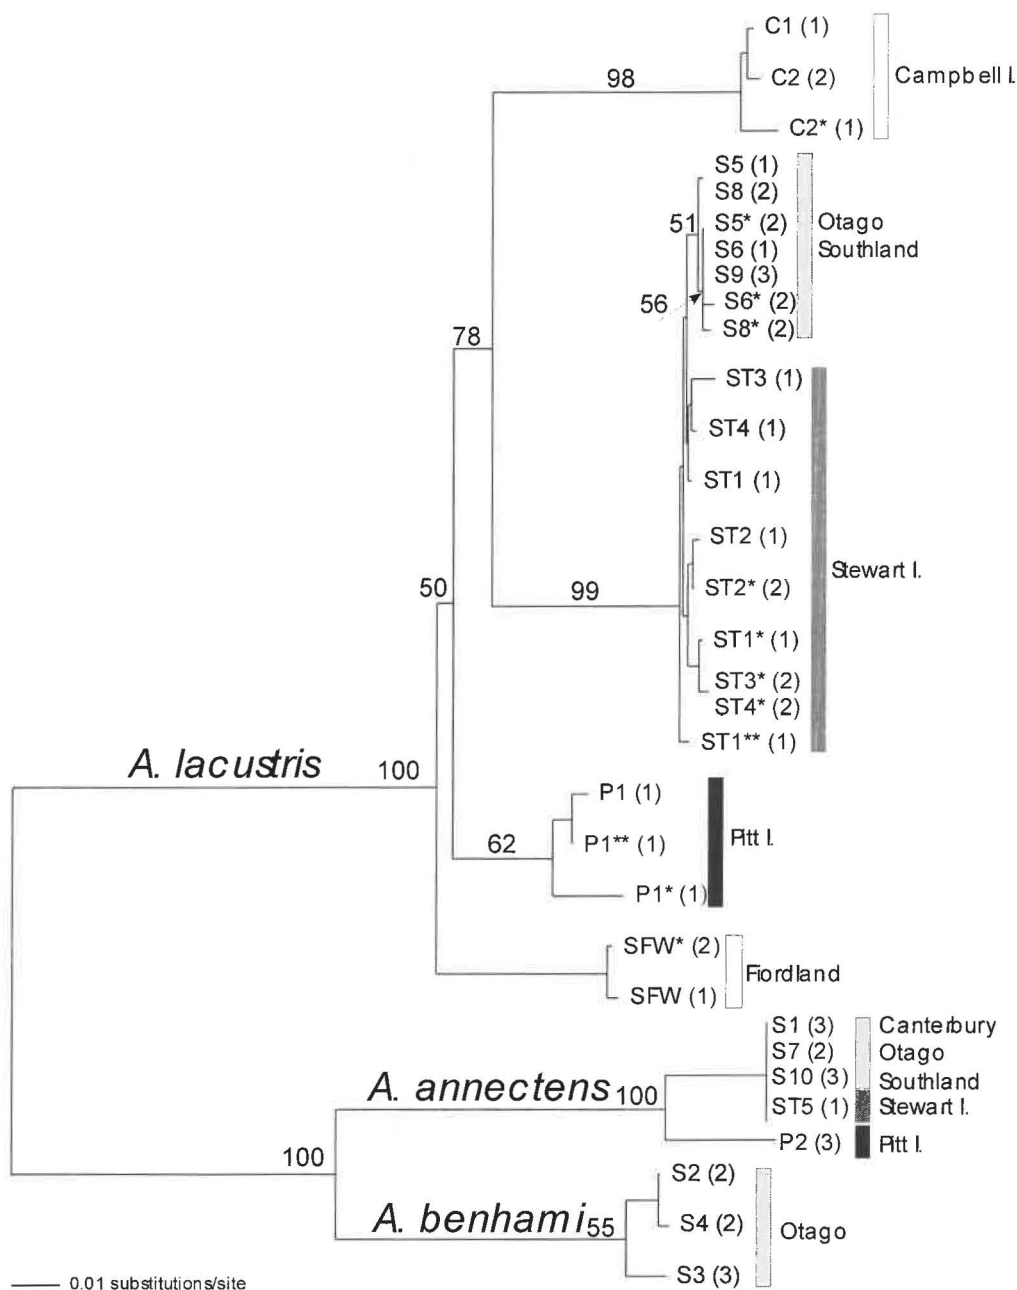 C1 (1)
98
C2 (2)
Campbell I.
C2* (1)
S5 (1)
S8 (2)
51
S5* (2)
Otago
S6 (1)
Southland
S9 (3)
56
S6* (2)
S8* (2)
78
ST3 (1)
ST4 (1)
ST1 (1)
ST2 (1)
Stewart I.
50
99
ST2* (2)
ST1* (1)
ST3* (2)
ST4* (2)
ST1** (1)
A. lacustris
100
P1 (1)
62
P1** (1)
Pitt I.
P1* (1)
SFW* (2)
Fiordland
SFW (1)
S1 (3)
Canterbury
S7 (2)
Otago
A. annectens
100
S10 (3)
Southland
ST5 (1)
Stewart I.
P2 (3)
Pitt I.
100
S2 (2)
A. benhami
55
S4 (2)
Otago
S3 (3)
0.01 substitutions/site